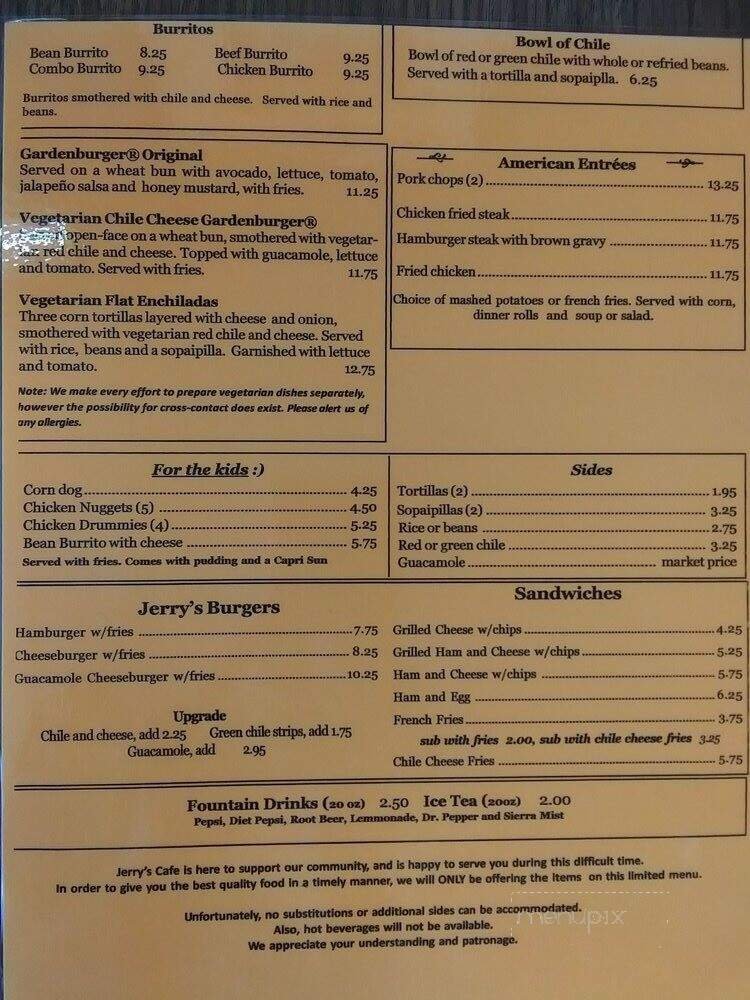 Burritos
Bean Burrito 8.25 Beef Burrito 9.25
Combo Burrito 9.25 Chicken Burrito 9.25
Burritos smothered with chile and cheese. Served with rice and
beans.
Bowl of Chile
Bowl of red or green chile with whole or refried beans.
Served with a tortilla and sopaiplla. 6.25
Gardenburger® Original
Served on a wheat bun with avocado, lettuce, tomato,
jalapeño salsa and honey mustard, with fries. 11.25
Vegetarian Chile Cheese Gardenburger®
open-face on a wheat bun, smothered with vegetar-
ian red chile and cheese. Topped with guacamole, lettuce
and tomato. Served with fries. 11.75
Vegetarian Flat Enchiladas
Three corn tortillas layered with cheese and onion,
smothered with vegetarian red chile and cheese. Served
with rice, beans and a sopaipilla. Garnished with lettuce
and tomato. 12.75
Note: We make every effort to prepare vegetarian dishes separately,
however the possibility for cross-contact does exist. Please alert us of
any allergies.
American Entrées
Pork chops (2) 13.25
Chicken fried steak 11.75
Hamburger steak with brown gravy 11.75
Fried chicken 11.75
Choice of mashed potatoes or french fries. Served with corn,
dinner rolls and soup or salad.
For the kids :)
Corn dog 4.25
Chicken Nuggets (5) 4.50
Chicken Drummies (4) 5.25
Bean Burrito with cheese 5.75
Served with fries. Comes with pudding and a Capri Sun
Sides
Tortillas (2) 1.95
Sopaipillas (2) 3.25
Rice or beans 2.75
Red or green chile 3.25
Guacamole market price
Jerry's Burgers
Hamburger w/fries 7.75
Cheeseburger w/fries 8.25
Guacamole Cheeseburger w/fries 10.25
Upgrade
Chile and cheese, add 2.25 Green chile strips, add 1.75
Guacamole, add 2.95
Sandwiches
Grilled Cheese w/chips 4.25
Grilled Ham and Cheese w/chips 5.25
Ham and Cheese w/chips 5.75
Ham and Egg 6.25
French Fries 3.75
sub with fries 2.00, sub with chile cheese fries 3.25
Chile Cheese Fries 5.75
Fountain Drinks (20 oz) 2.50 Ice Tea (20oz) 2.00
Pepsi, Diet Pepsi, Root Beer, Lemmonade, Dr. Pepper and Sierra Mist
Jerry's Cafe is here to support our community, and is happy to serve you during this difficult time.
In order to give you the best quality food in a timely manner, we will ONLY be offering the items on this limited menu.
Unfortunately, no substitutions or additional sides can be accommodated.
Also, hot beverages will not be available.
We appreciate your understanding and patronage.
menupix